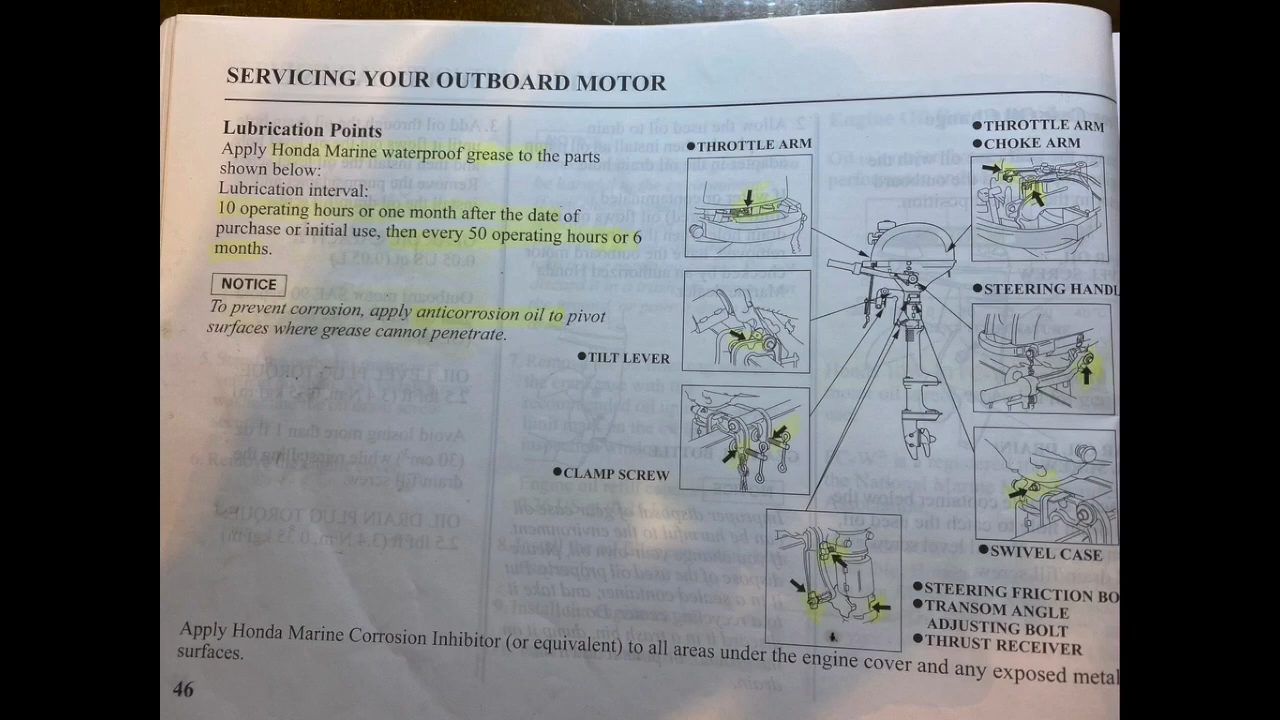 SERVICING YOUR OUTBOARD MOTOR
Lubrication Points
Apply Honda Marine waterproof grease to the parts
shown below:
Lubrication interval:
10 operating hours or one month after the date of
purchase or initial use, then every 50 operating hours or 6
months.
NOTICE
To prevent corrosion, apply anticorrosion oil to pivot
surfaces where grease cannot penetrate.
●THROTTLE ARM
●THROTTLE ARM
●CHOKE ARM
●TILT LEVER
●STEERING HANDL
●CLAMP SCREW
●SWIVEL CASE
●STEERING FRICTION BO
●TRANSOM ANGLE
ADJUSTING BOLT
●THRUST RECEIVER
Apply Honda Marine Corrosion Inhibitor (or equivalent) to all areas under the engine cover and any exposed metal
surfaces.
46